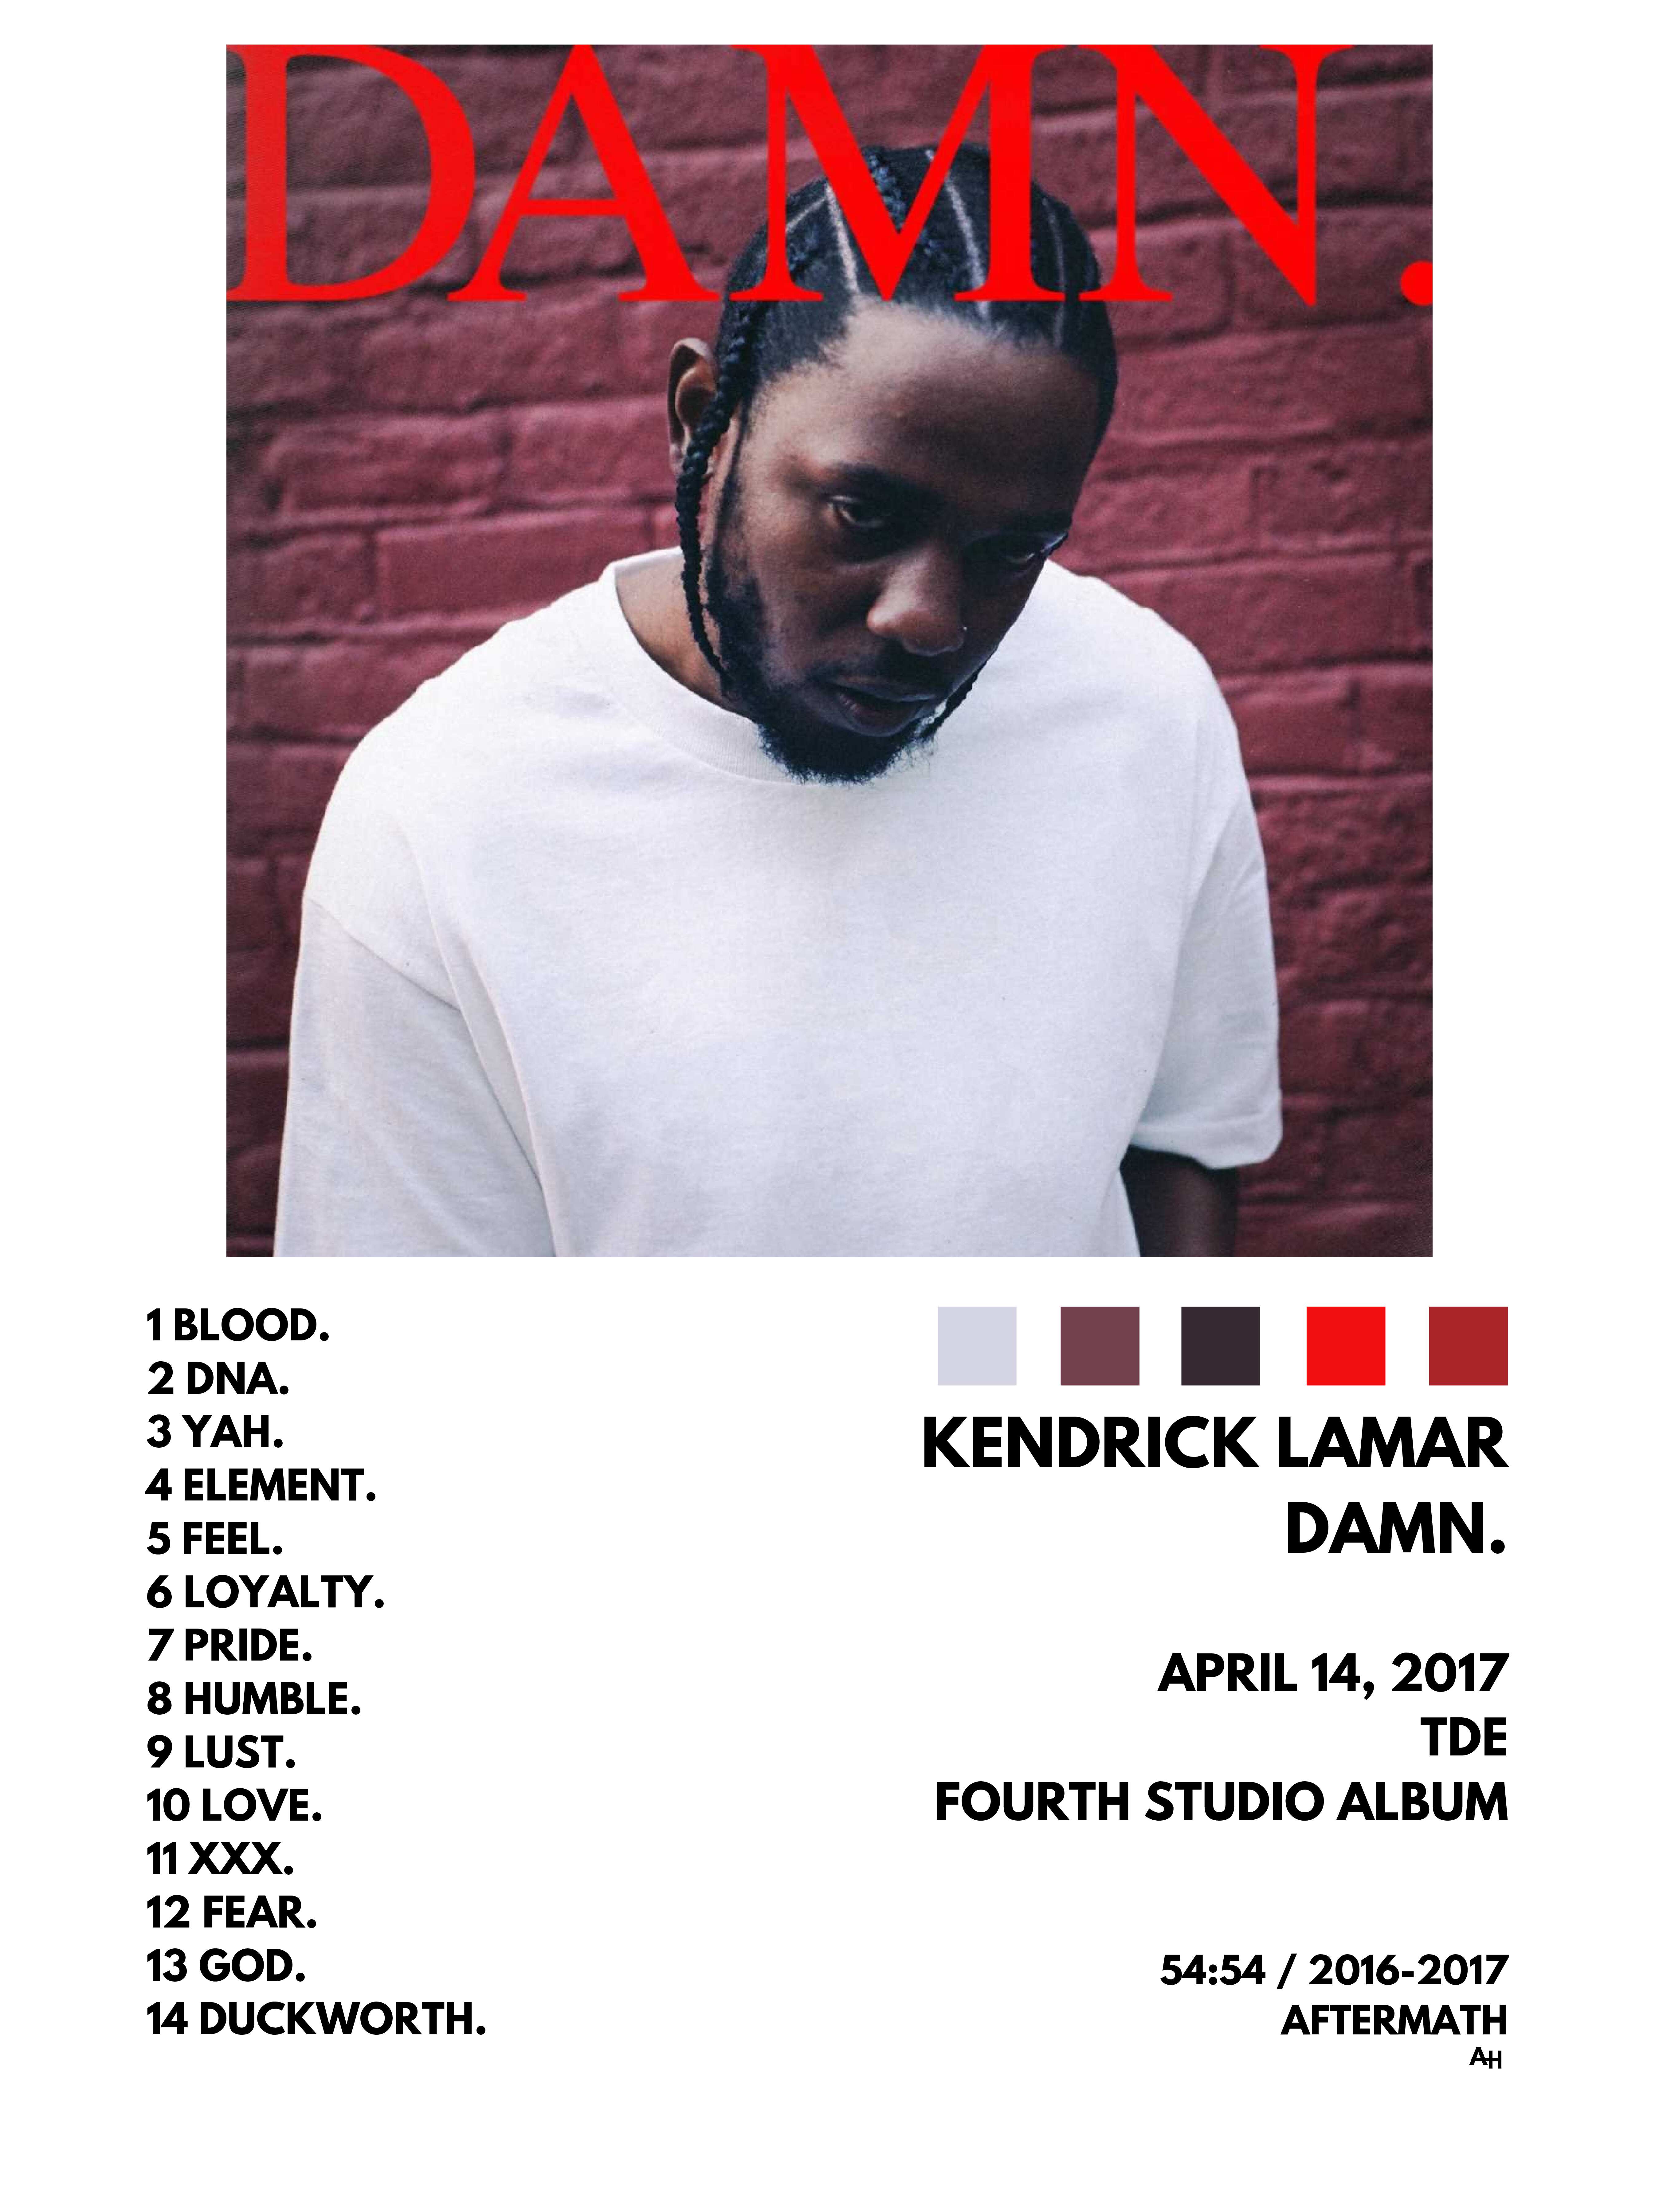 DAMN.
1 BLOOD.
2 DNA.
3 YAH.
4 ELEMENT.
5 FEEL.
6 LOYALTY.
7 PRIDE.
8 HUMBLE.
9 LUST.
10 LOVE.
11 XXX.
12 FEAR.
13 GOD.
14 DUCKWORTH.
KENDRICK LAMAR
DAMN.
APRIL 14, 2017
TDE
FOURTH STUDIO ALBUM
54:54 / 2016-2017
AFTERMATH
AH